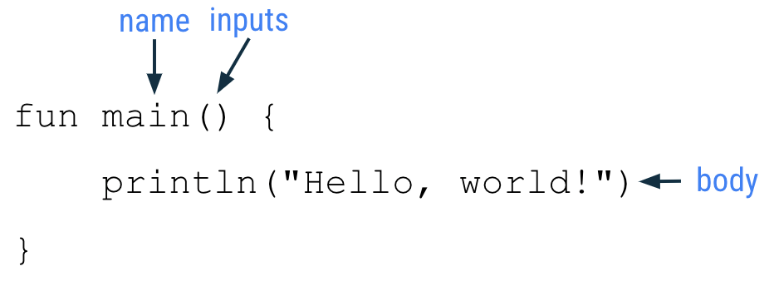 name inputs
fun main() {
println("Hello, world!") body
}